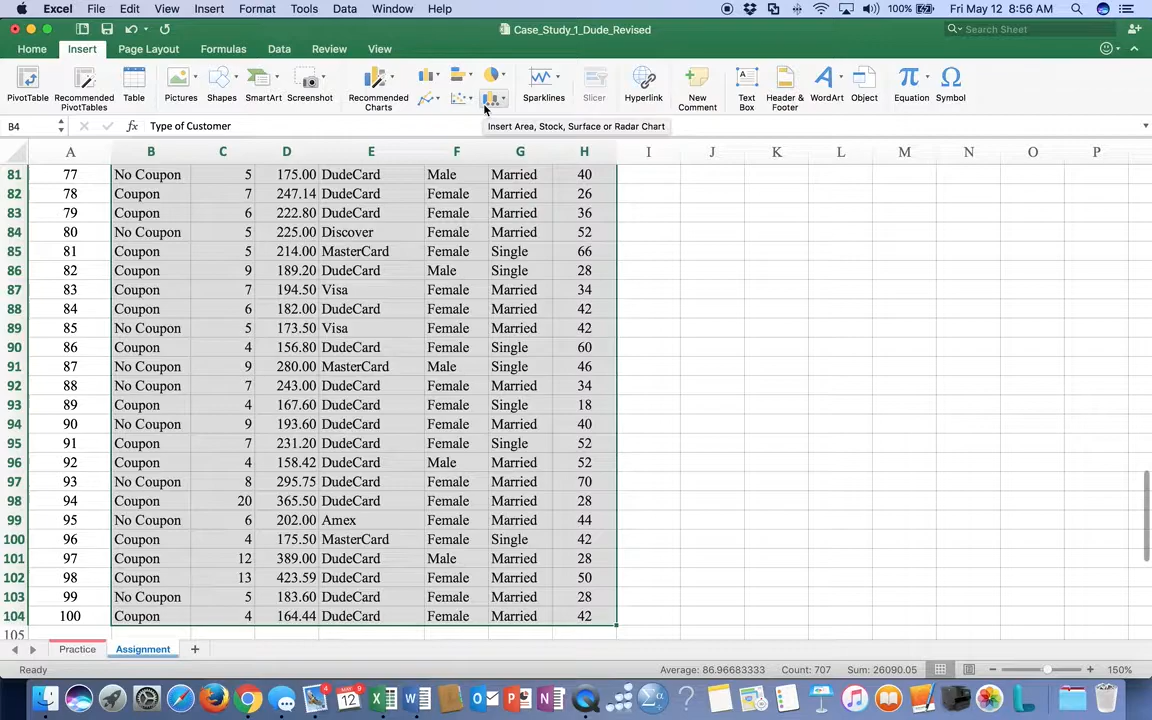 Excel File Edit View Insert Format Tools Data Window Help 100% Fri May 12 8:56 AM
Case_Study_1_Dude_Revised Search Sheet
Home Insert Page Layout Formulas Data Review View
PivotTable Recommended PivotTables Table Pictures Shapes SmartArt Screenshot Recommended Charts Sparklines Slicer Hyperlink New Comment Text Box Header & Footer WordArt Object Equation Symbol
B4 fx Type of Customer Insert Area, Stock, Surface or Radar Chart
A B C D E F G H I J K L M N O P
81 77 No Coupon 5 175.00 DudeCard Male Married 40
82 78 Coupon 7 247.14 DudeCard Female Married 26
83 79 Coupon 6 222.80 DudeCard Female Married 36
84 80 No Coupon 5 225.00 Discover Female Married 52
85 81 Coupon 5 214.00 MasterCard Female Single 66
86 82 Coupon 9 189.20 DudeCard Male Single 28
87 83 Coupon 7 194.50 Visa Female Married 34
88 84 Coupon 6 182.00 DudeCard Female Married 42
89 85 No Coupon 5 173.50 Visa Female Married 42
90 86 Coupon 4 156.80 DudeCard Female Single 60
91 87 No Coupon 9 280.00 MasterCard Male Single 46
92 88 No Coupon 7 243.00 DudeCard Female Married 34
93 89 Coupon 4 167.60 DudeCard Female Single 18
94 90 No Coupon 9 193.60 DudeCard Female Married 40
95 91 Coupon 7 231.20 DudeCard Female Single 52
96 92 Coupon 4 158.42 DudeCard Male Married 52
97 93 No Coupon 8 295.75 DudeCard Female Married 70
98 94 Coupon 20 365.50 DudeCard Female Married 28
99 95 No Coupon 6 202.00 Amex Female Married 44
100 96 Coupon 4 175.50 MasterCard Female Single 42
101 97 Coupon 12 389.00 DudeCard Male Married 28
102 98 Coupon 13 423.59 DudeCard Female Married 50
103 99 No Coupon 5 183.60 DudeCard Female Married 28
104 100 Coupon 4 164.44 DudeCard Female Married 42
105
Practice Assignment
Ready Average: 86.96683333 Count: 707 Sum: 26090.05 150%